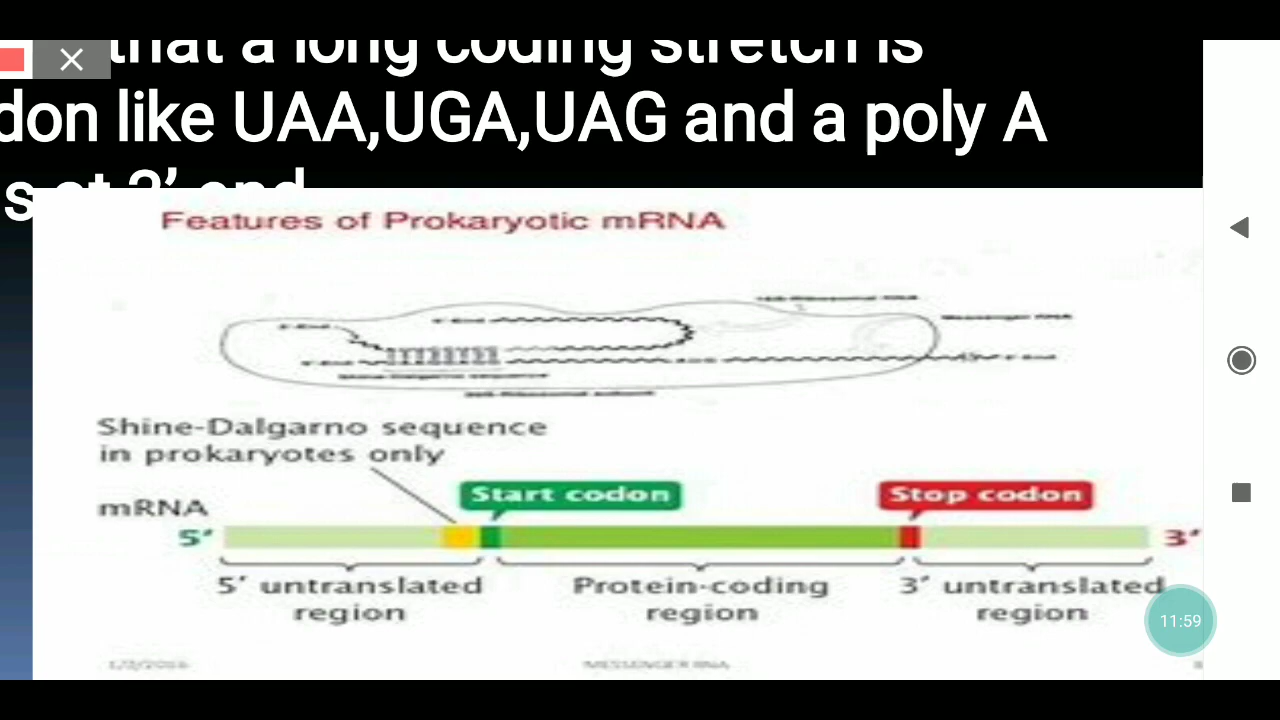 that a long coding stretch is
don like UAA,UGA,UAG and a poly A
s at 3' end
Features of Prokaryotic mRNA
Shine-Dalgarno sequence
in prokaryotes only
Start codon
Stop codon
mRNA
5'
3'
5' untranslated
region
Protein-coding
region
3' untranslated
region
11:59
MESSENGER RNA